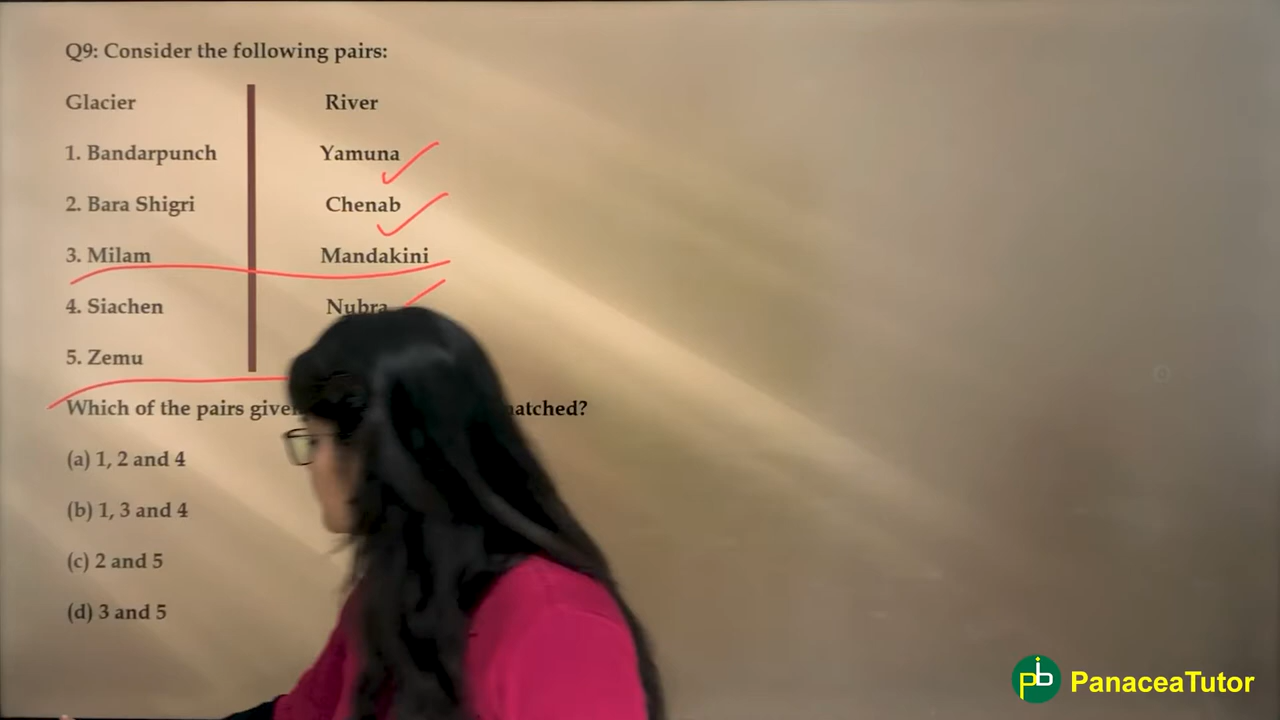 Q9: Consider the following pairs:
Glacier River
1. Bandarpunch Yamuna
2. Bara Shigri Chenab
3. Milam Mandakini
4. Siachen Nubra
5. Zemu
Which of the pairs
(a) 1, 2 and 4
(b) 1, 3 and 4
(c) 2 and 5
(d) 3 and 5
PanaceaTutor